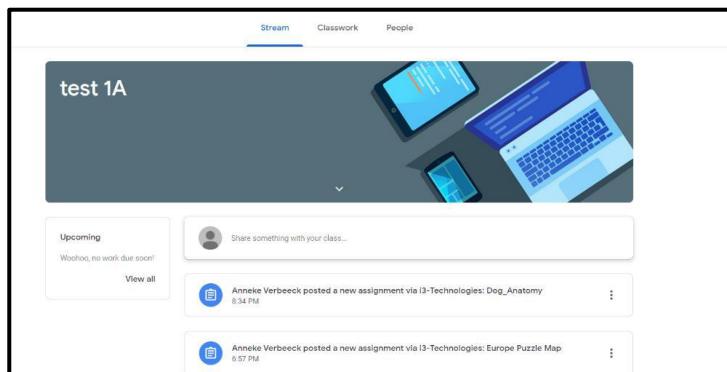 Stream Classwork People
test 1A
Upcoming
Woohoo, no work due soon!
View all
Share something with your class...
Anneke Verbeeck posted a new assignment via i3-Technologies: Dog_Anatomy
8:34 PM
Anneke Verbeeck posted a new assignment via i3-Technologies: Europe Puzzle Map
6:57 PM